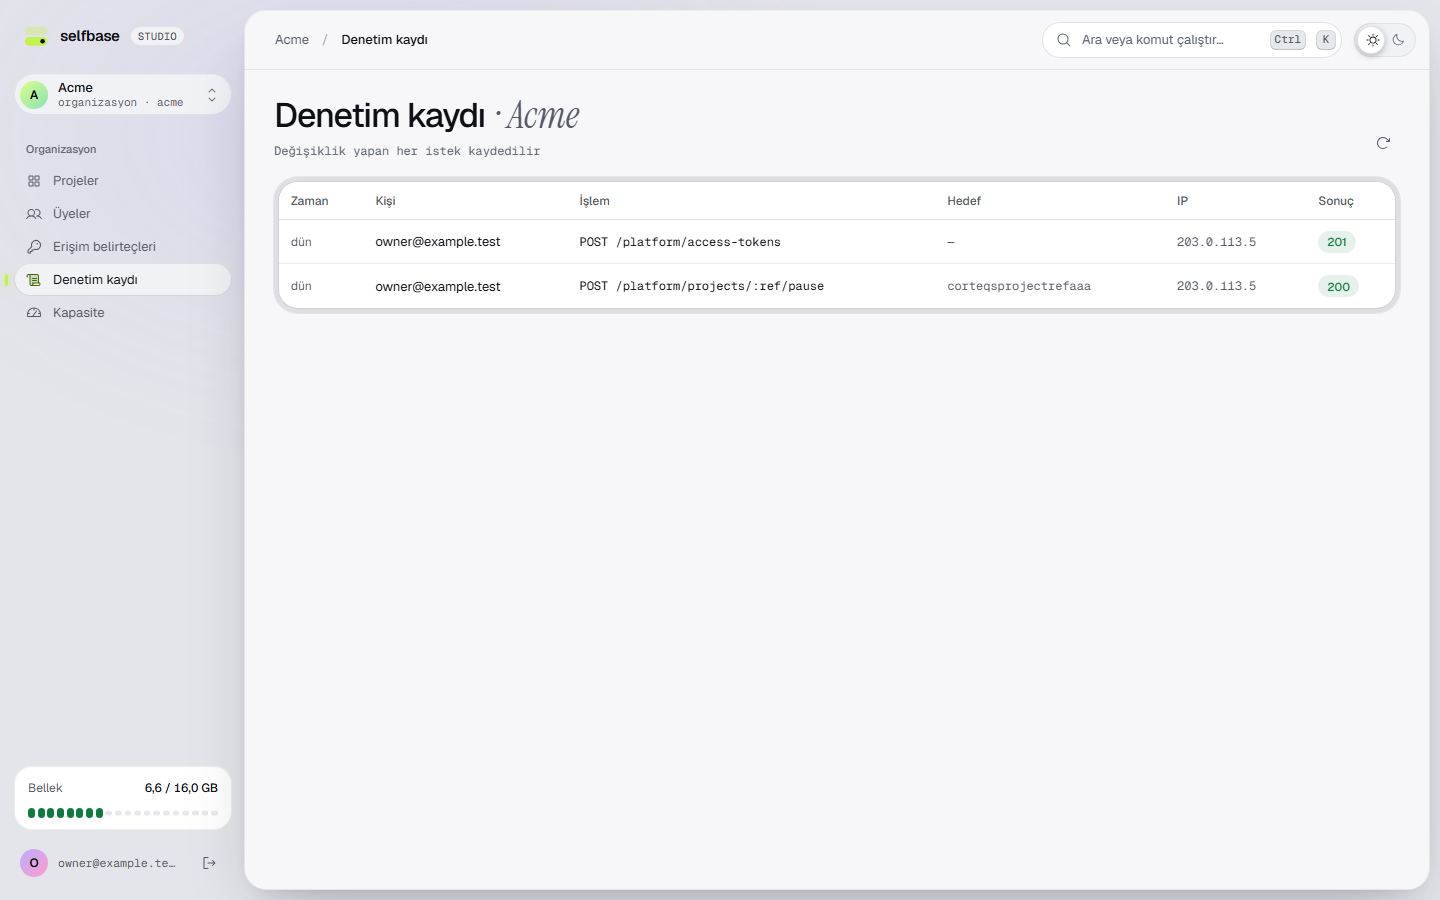 selfbase STUDIO
A
Acme
organizasyon · acme
Organizasyon
Projeler
Üyeler
Erişim belirteçleri
Denetim kaydı
Kapasite
Bellek 6,6 / 16,0 GB
O owner@example.te…
Acme / Denetim kaydı
Ara veya komut çalıştır… Ctrl K
Denetim kaydı · Acme
Değişiklik yapan her istek kaydedilir
Zaman Kişi İşlem Hedef IP Sonuç
dün owner@example.test POST /platform/access-tokens — 203.0.113.5 201
dün owner@example.test POST /platform/projects/:ref/pause corteqsprojectrefaaa 203.0.113.5 200